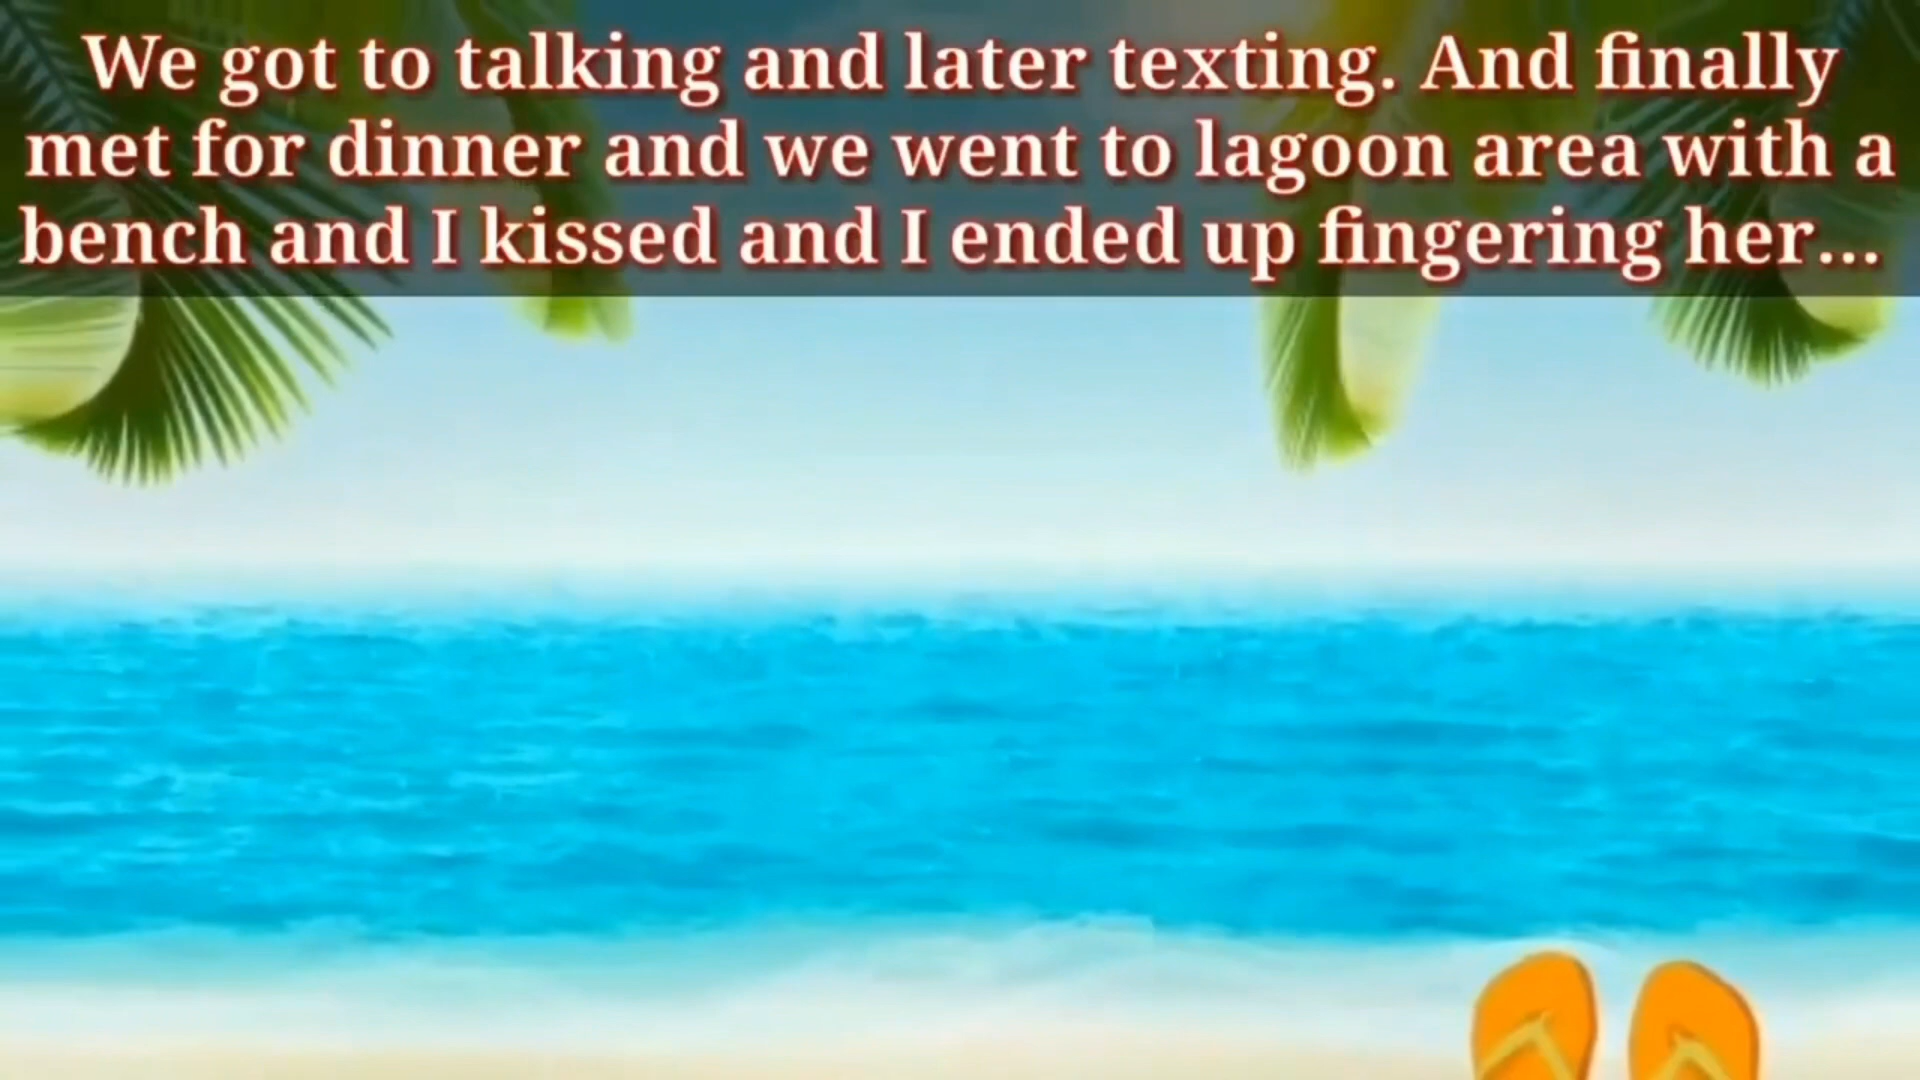 We got to talking and later texting. And finally
met for dinner and we went to lagoon area with a
bench and I kissed and I ended up fingering her...